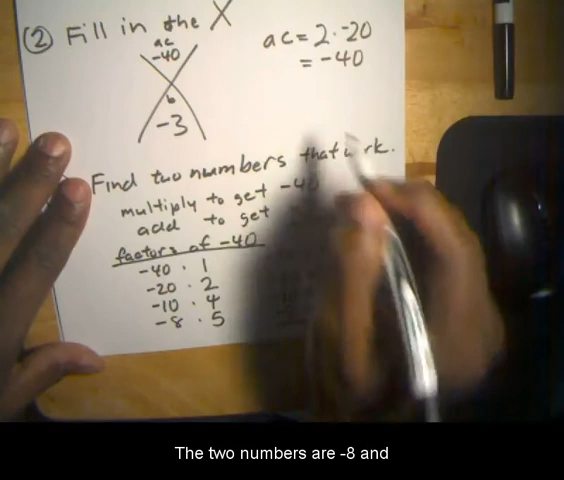 ② Fill in the X
ac
-40
b
-3
ac = 2·-20
= -40
Find two numbers that work.
multiply to get -40
add to get
factors of -40
-40 · 1
-20 · 2
-10 · 4
-8 · 5
The two numbers are -8 and